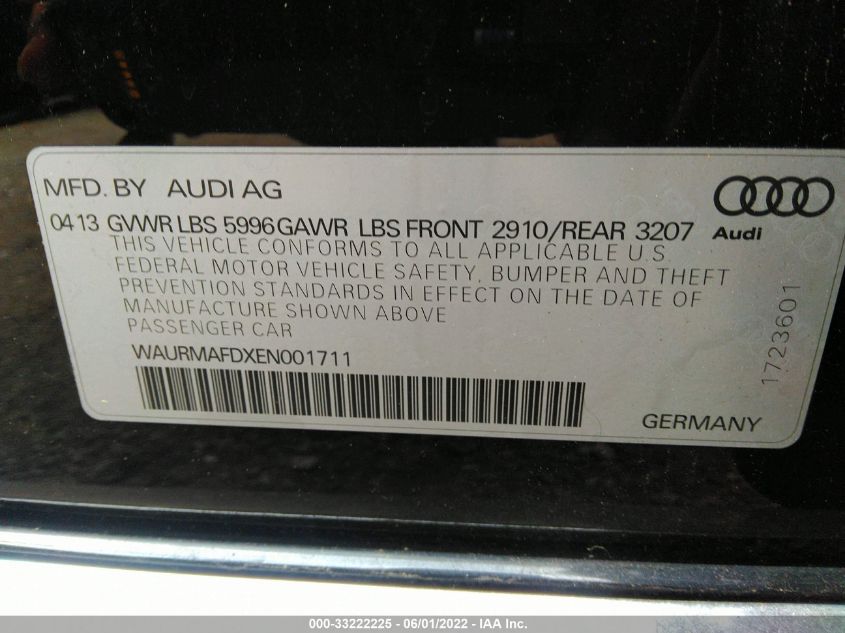 MFD. BY AUDI AG
04 13 GVWR LBS 5996 GAWR LBS FRONT 2910/REAR 3207
Audi
THIS VEHICLE CONFORMS TO ALL APPLICABLE U.S
FEDERAL MOTOR VEHICLE SAFETY, BUMPER AND THEFT
PREVENTION STANDARDS IN EFFECT ON THE DATE OF
MANUFACTURE SHOWN ABOVE
PASSENGER CAR
WAURMAFDXEN001711
1723601
GERMANY
000-33222225 - 06/01/2022 - IAA Inc.